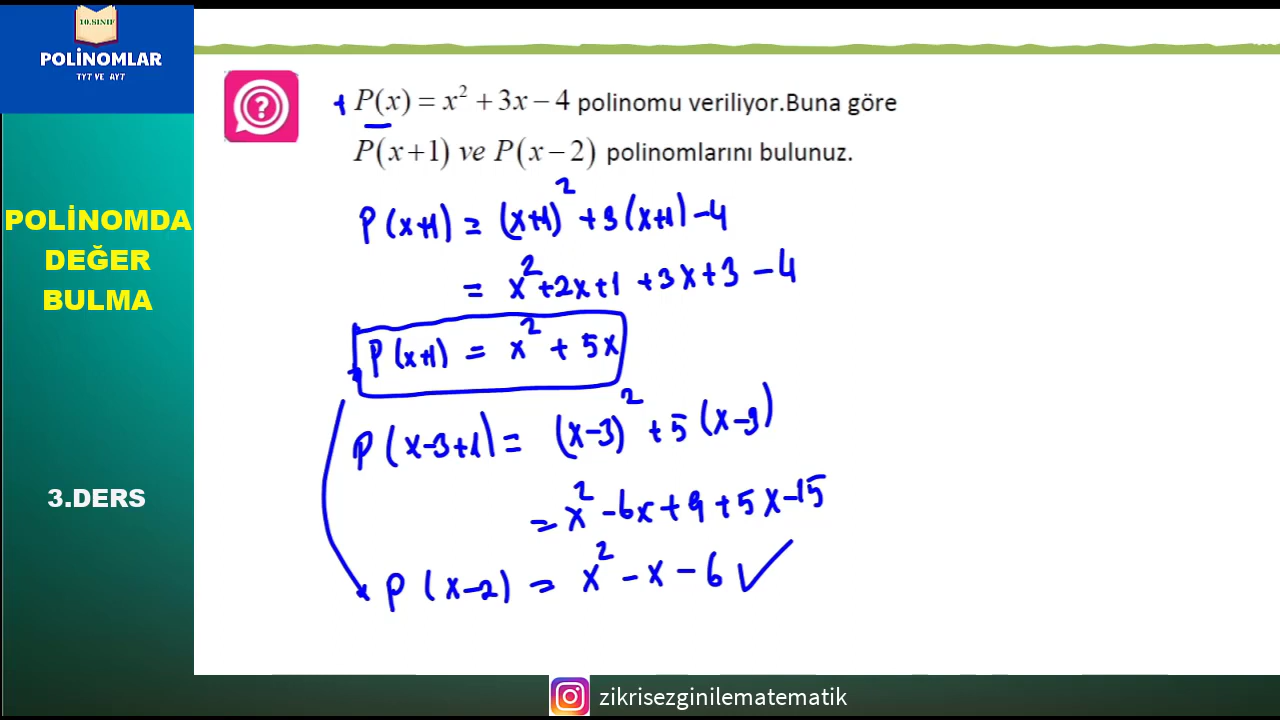 10.SINIF
POLİNOMLAR
TYT VE AYT
POLİNOMDA
DEĞER
BULMA
3.DERS
?
P(x) = x² + 3x − 4 polinomu veriliyor.Buna göre
P(x+1) ve P(x−2) polinomlarını bulunuz.
P(x+1) = (x+1)² + 3(x+1) − 4
= x² + 2x + 1 + 3x + 3 − 4
P(x+1) = x² + 5x
P(x−3+1) = (x−3)² + 5(x−3)
= x² − 6x + 9 + 5x − 15
P(x−2) = x² − x − 6 ✓
zikrisezginilematematik